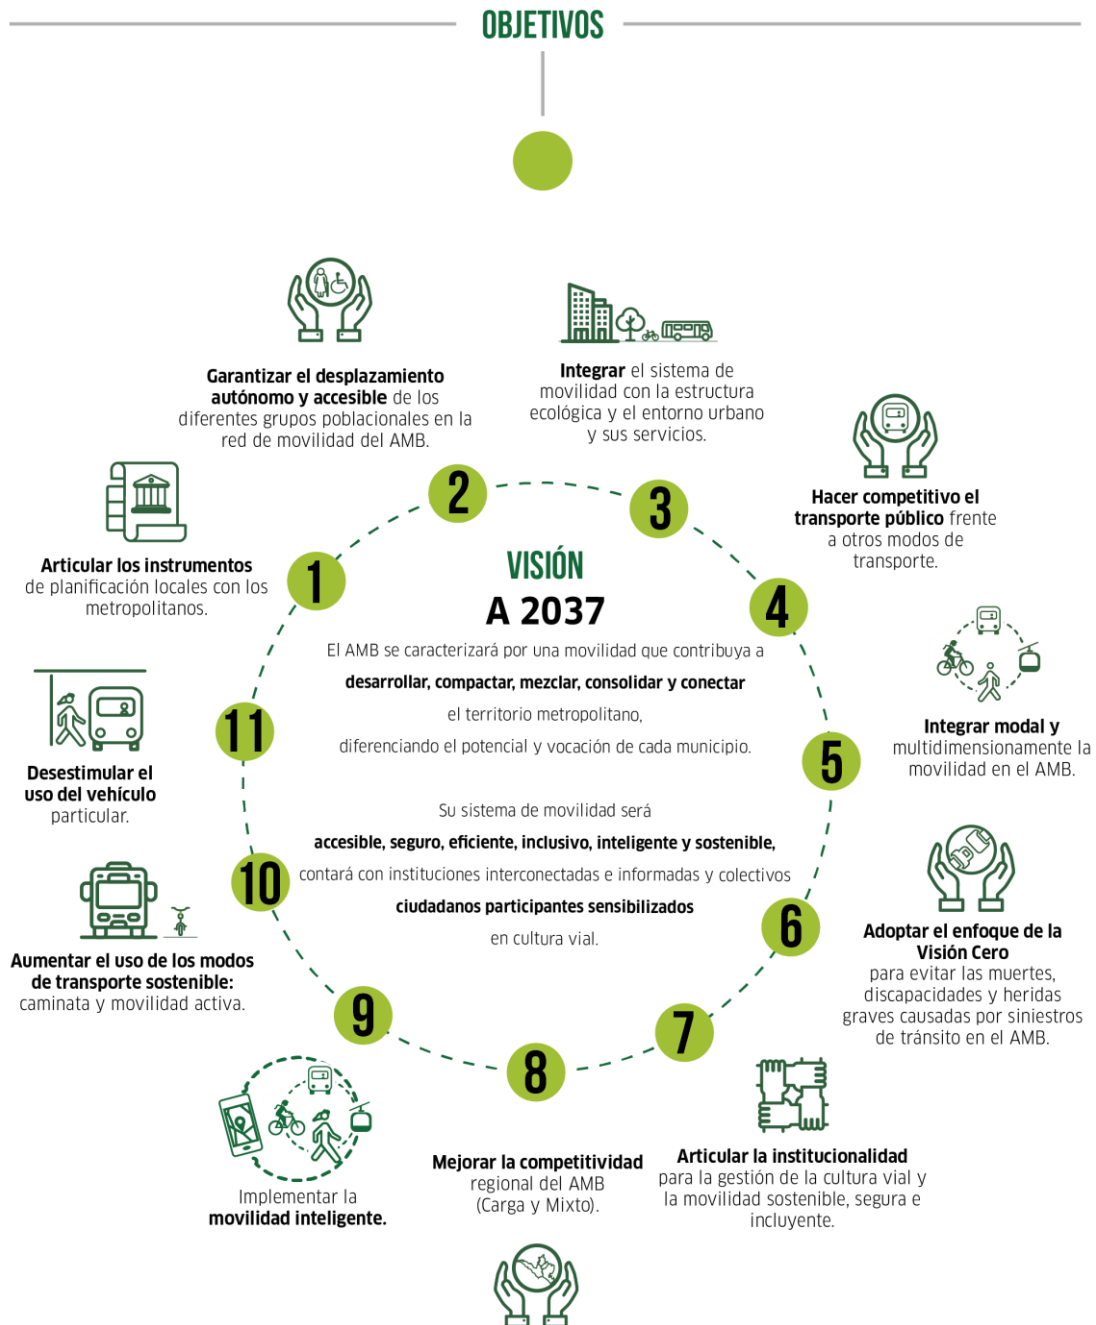 OBJETIVOS
Garantizar el desplazamiento
autónomo y accesible de los
diferentes grupos poblacionales en la
red de movilidad del AMB.
Integrar el sistema de
movilidad con la estructura
ecológica y el entorno urbano
y sus servicios.
Hacer competitivo el
transporte público frente
a otros modos de
transporte.
2
3
Articular los instrumentos
de planificación locales con los
metropolitanos.
1
4
VISIÓN
A 2037
El AMB se caracterizará por una movilidad que contribuya a
desarrollar, compactar, mezclar, consolidar y conectar
el territorio metropolitano,
diferenciando el potencial y vocación de cada municipio.
Su sistema de movilidad será
accesible, seguro, eficiente, inclusivo, inteligente y sostenible,
contará con instituciones interconectadas e informadas y colectivos
ciudadanos participantes sensibilizados
en cultura vial.
Integrar modal y
multidimensionamente la
movilidad en el AMB.
11
5
Desestimular el
uso del vehículo
particular.
10
6
Adoptar el enfoque de la
Visión Cero
para evitar las muertes,
discapacidades y heridas
graves causadas por siniestros
de tránsito en el AMB.
Aumentar el uso de los modos
de transporte sostenible:
caminata y movilidad activa.
9
7
8
Implementar la
movilidad inteligente.
Mejorar la competitividad
regional del AMB
(Carga y Mixto).
Articular la institucionalidad
para la gestión de la cultura vial y
la movilidad sostenible, segura e
incluyente.